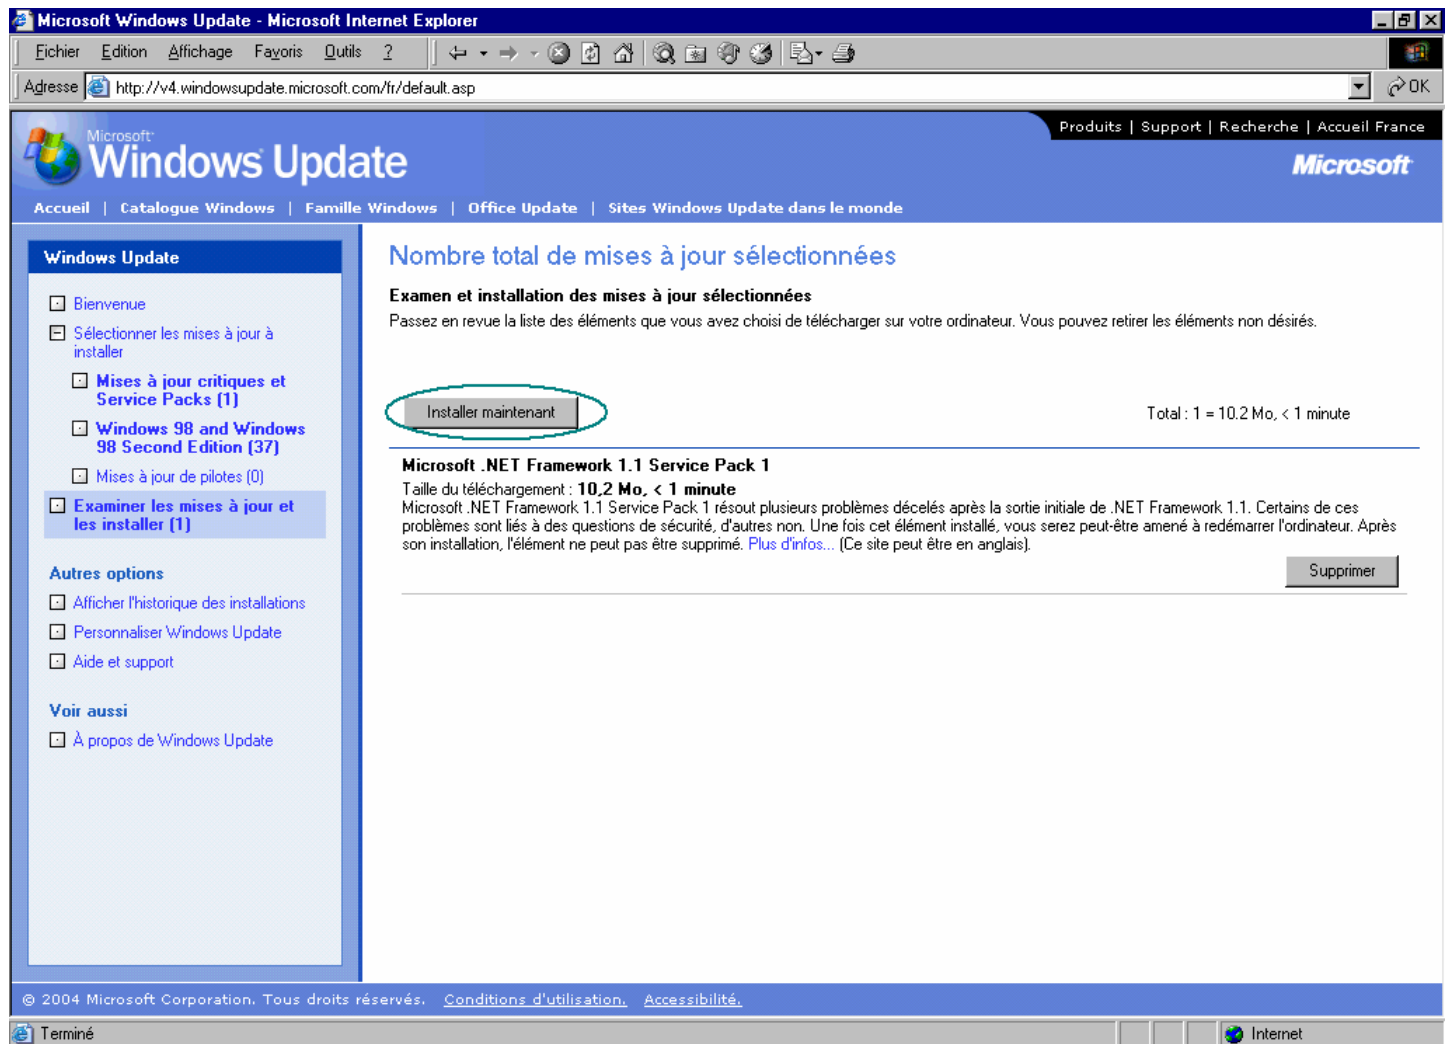 Microsoft Windows Update - Microsoft Internet Explorer
Fichier Edition Affichage Favoris Outils ?
Adresse http://v4.windowsupdate.microsoft.com/fr/default.asp OK
Produits | Support | Recherche | Accueil France
Microsoft
Windows Update
Microsoft
Accueil | Catalogue Windows | Famille Windows | Office Update | Sites Windows Update dans le monde
Windows Update
Bienvenue
Sélectionner les mises à jour à
installer
Mises à jour critiques et
Service Packs (1)
Windows 98 and Windows
98 Second Edition (37)
Mises à jour de pilotes (0)
Examiner les mises à jour et
les installer (1)
Autres options
Afficher l'historique des installations
Personnaliser Windows Update
Aide et support
Voir aussi
À propos de Windows Update
Nombre total de mises à jour sélectionnées
Examen et installation des mises à jour sélectionnées
Passez en revue la liste des éléments que vous avez choisi de télécharger sur votre ordinateur. Vous pouvez retirer les éléments non désirés.
Installer maintenant
Total : 1 = 10.2 Mo, < 1 minute
Microsoft .NET Framework 1.1 Service Pack 1
Taille du téléchargement : 10,2 Mo, < 1 minute
Microsoft .NET Framework 1.1 Service Pack 1 résout plusieurs problèmes décelés après la sortie initiale de .NET Framework 1.1. Certains de ces
problèmes sont liés à des questions de sécurité, d'autres non. Une fois cet élément installé, vous serez peut-être amené à redémarrer l'ordinateur. Après
son installation, l'élément ne peut pas être supprimé. Plus d'infos... (Ce site peut être en anglais).
Supprimer
© 2004 Microsoft Corporation. Tous droits réservés. Conditions d'utilisation. Accessibilité.
Terminé
Internet